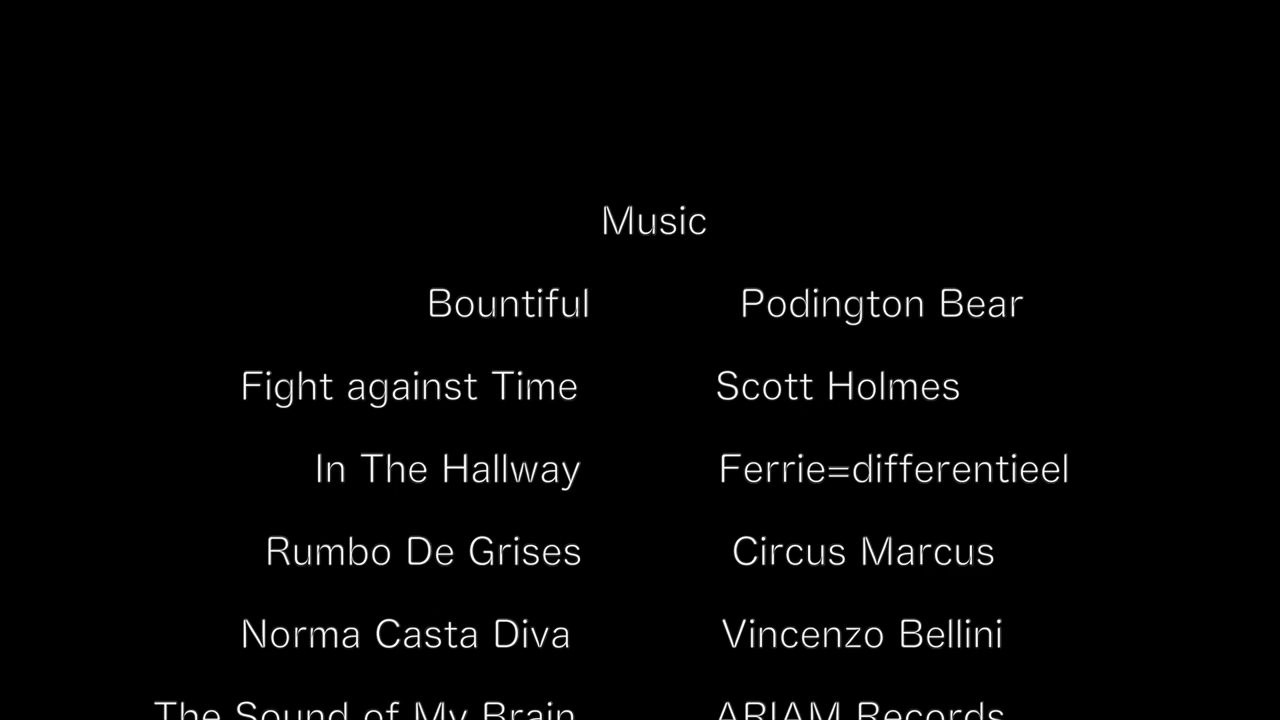 Music
Bountiful Podington Bear
Fight against Time Scott Holmes
In The Hallway Ferrie=differentieel
Rumbo De Grises Circus Marcus
Norma Casta Diva Vincenzo Bellini
The Sound of My Brain ARIAM Records